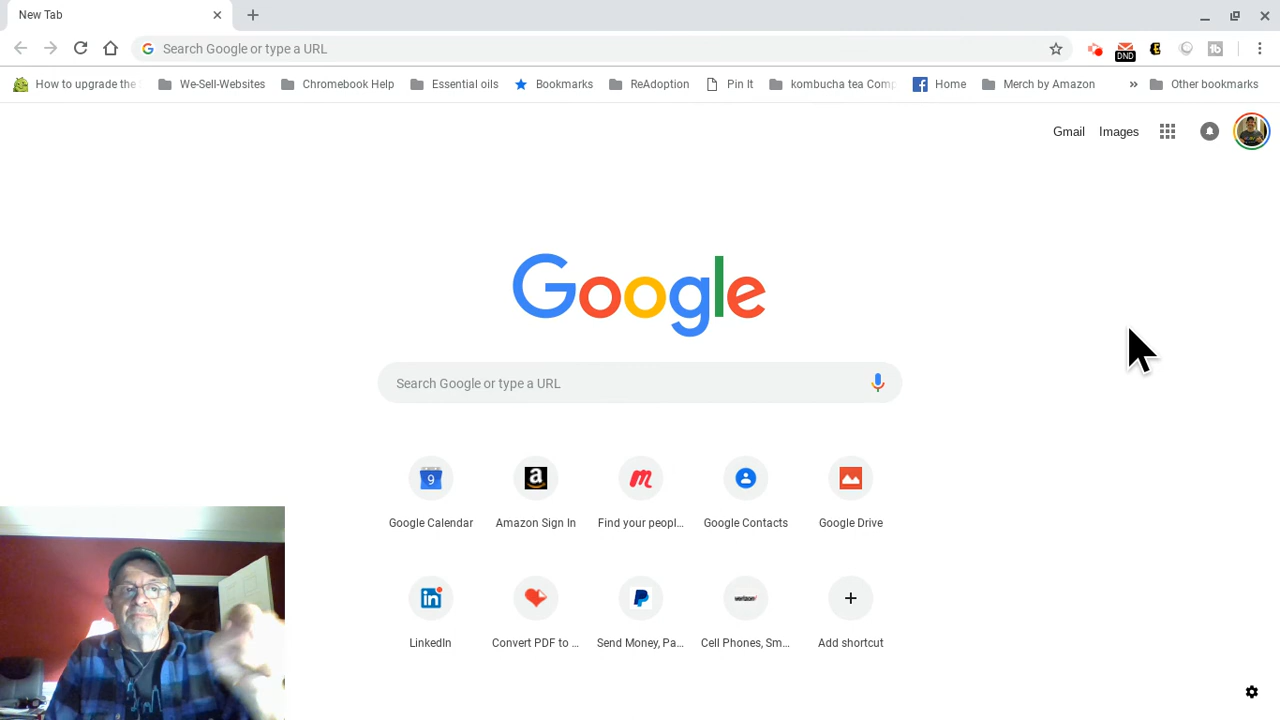 New Tab
Search Google or type a URL
DND
How to upgrade the
We-Sell-Websites
Chromebook Help
Essential oils
Bookmarks
ReAdoption
Pin It
kombucha tea Comp
Home
Merch by Amazon
»
Other bookmarks
Gmail
Images
Google
Search Google or type a URL
9
Google Calendar
Amazon Sign In
Find your peopl...
Google Contacts
Google Drive
in
verizon
LinkedIn
Convert PDF to ...
Send Money, Pa...
Cell Phones, Sm...
Add shortcut